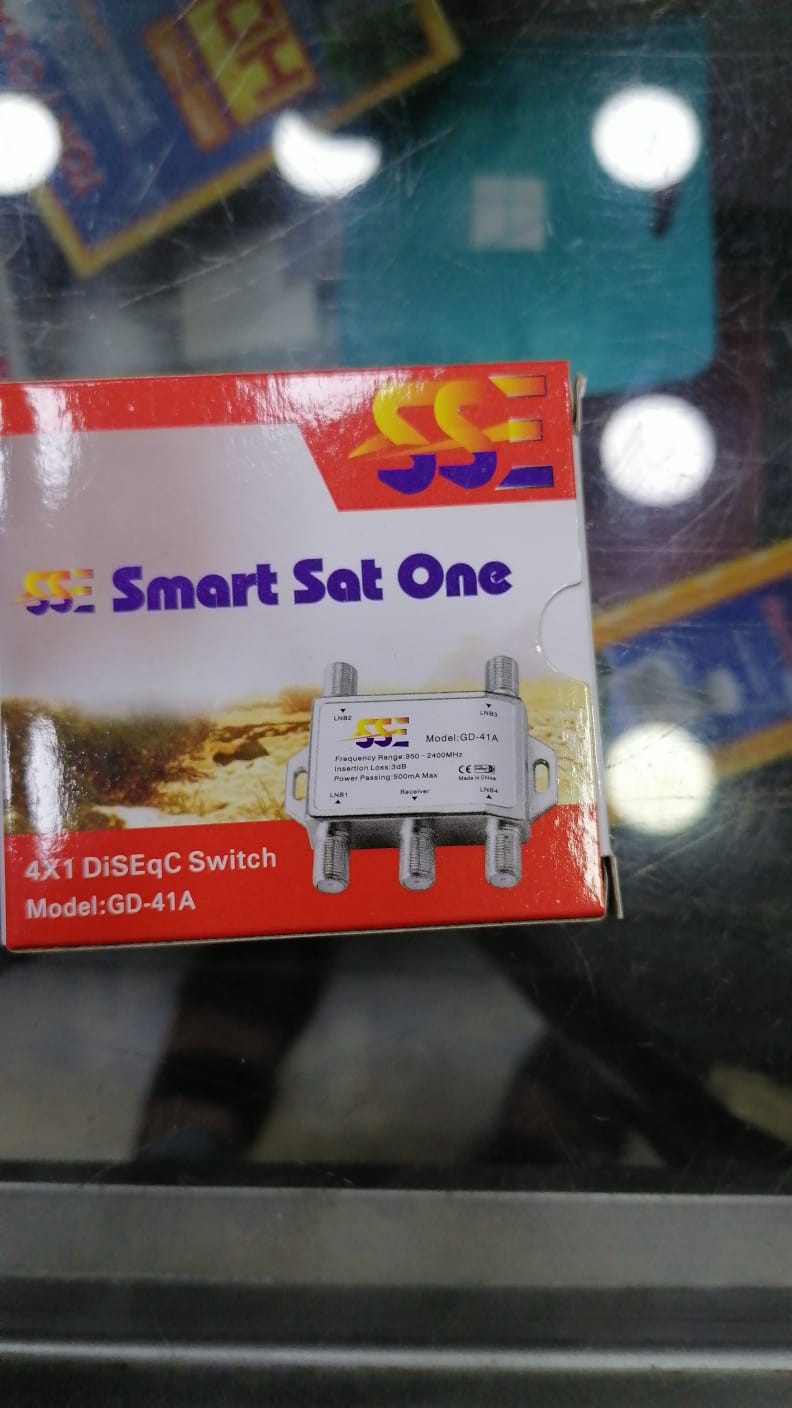 SSE
SSE Smart Sat One
LNB2
LNB3
SSE
Model:GD-41A
Frequency Range:950-2400MHz
Insertion Loss:3dB
Power Passing:500mA Max
CE
Made in China
LNB1
Receiver
LNB4
4X1 DiSEqC Switch
Model:GD-41A